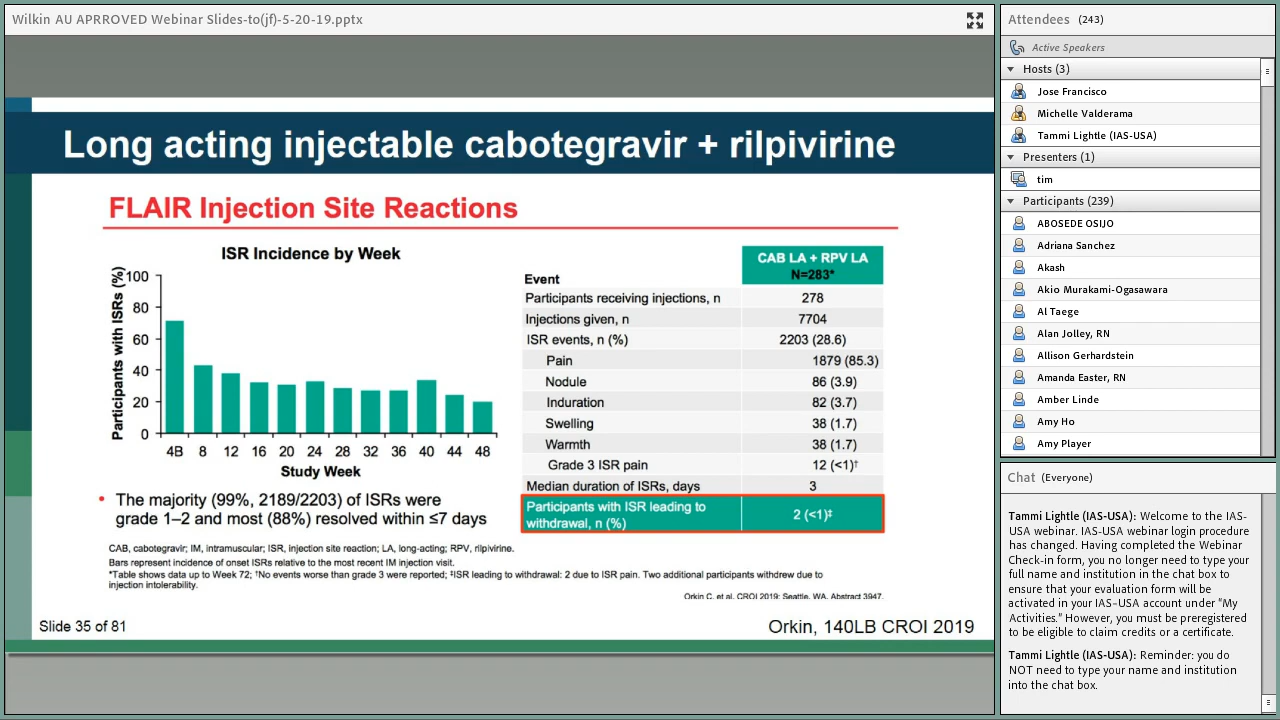 Wilkin AU APRROVED Webinar Slides-to(jf)-5-20-19.pptx
Long acting injectable cabotegravir + rilpivirine
FLAIR Injection Site Reactions
ISR Incidence by Week
Participants with ISRs (%)
100
80
60
40
20
0
4B 8 12 16 20 24 28 32 36 40 44 48
Study Week
• The majority (99%, 2189/2203) of ISRs were
grade 1–2 and most (88%) resolved within ≤7 days
CAB LA + RPV LA
Event N=283*
Participants receiving injections, n 278
Injections given, n 7704
ISR events, n (%) 2203 (28.6)
Pain 1879 (85.3)
Nodule 86 (3.9)
Induration 82 (3.7)
Swelling 38 (1.7)
Warmth 38 (1.7)
Grade 3 ISR pain 12 (<1)†
Median duration of ISRs, days 3
Participants with ISR leading to
withdrawal, n (%) 2 (<1)‡
CAB, cabotegravir; IM, intramuscular; ISR, injection site reaction; LA, long-acting; RPV, rilpivirine.
Bars represent incidence of onset ISRs relative to the most recent IM injection visit.
*Table shows data up to Week 72; †No events worse than grade 3 were reported; ‡ISR leading to withdrawal: 2 due to ISR pain. Two additional participants withdrew due to
injection intolerability.
Orkin C, et al. CROI 2019; Seattle, WA. Abstract 3947.
Slide 35 of 81
Orkin, 140LB CROI 2019
Attendees (243)
Active Speakers
Hosts (3)
Jose Francisco
Michelle Valderama
Tammi Lightle (IAS-USA)
Presenters (1)
tim
Participants (239)
ABOSEDE OSIJO
Adriana Sanchez
Akash
Akio Murakami-Ogasawara
Al Taege
Alan Jolley, RN
Allison Gerhardstein
Amanda Easter, RN
Amber Linde
Amy Ho
Amy Player
Chat (Everyone)
Tammi Lightle (IAS-USA): Welcome to the IAS-
USA webinar. IAS-USA webinar login procedure
has changed. Having completed the Webinar
Check-in form, you no longer need to type your
full name and institution in the chat box to
ensure that your evaluation form will be
activated in your IAS–USA account under "My
Activities." However, you must be preregistered
to be eligible to claim credits or a certificate.
Tammi Lightle (IAS-USA): Reminder: you do
NOT need to type your name and institution
into the chat box.